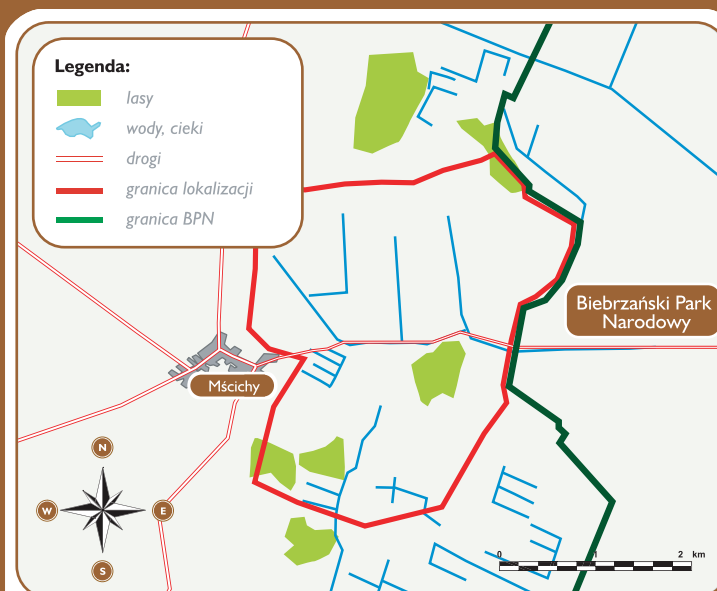 Legenda:
lasy
wody, cieki
drogi
granica lokalizacji
granica BPN
Biebrzański Park
Narodowy
Mścichy
N
W
E
S
0 1 2 km